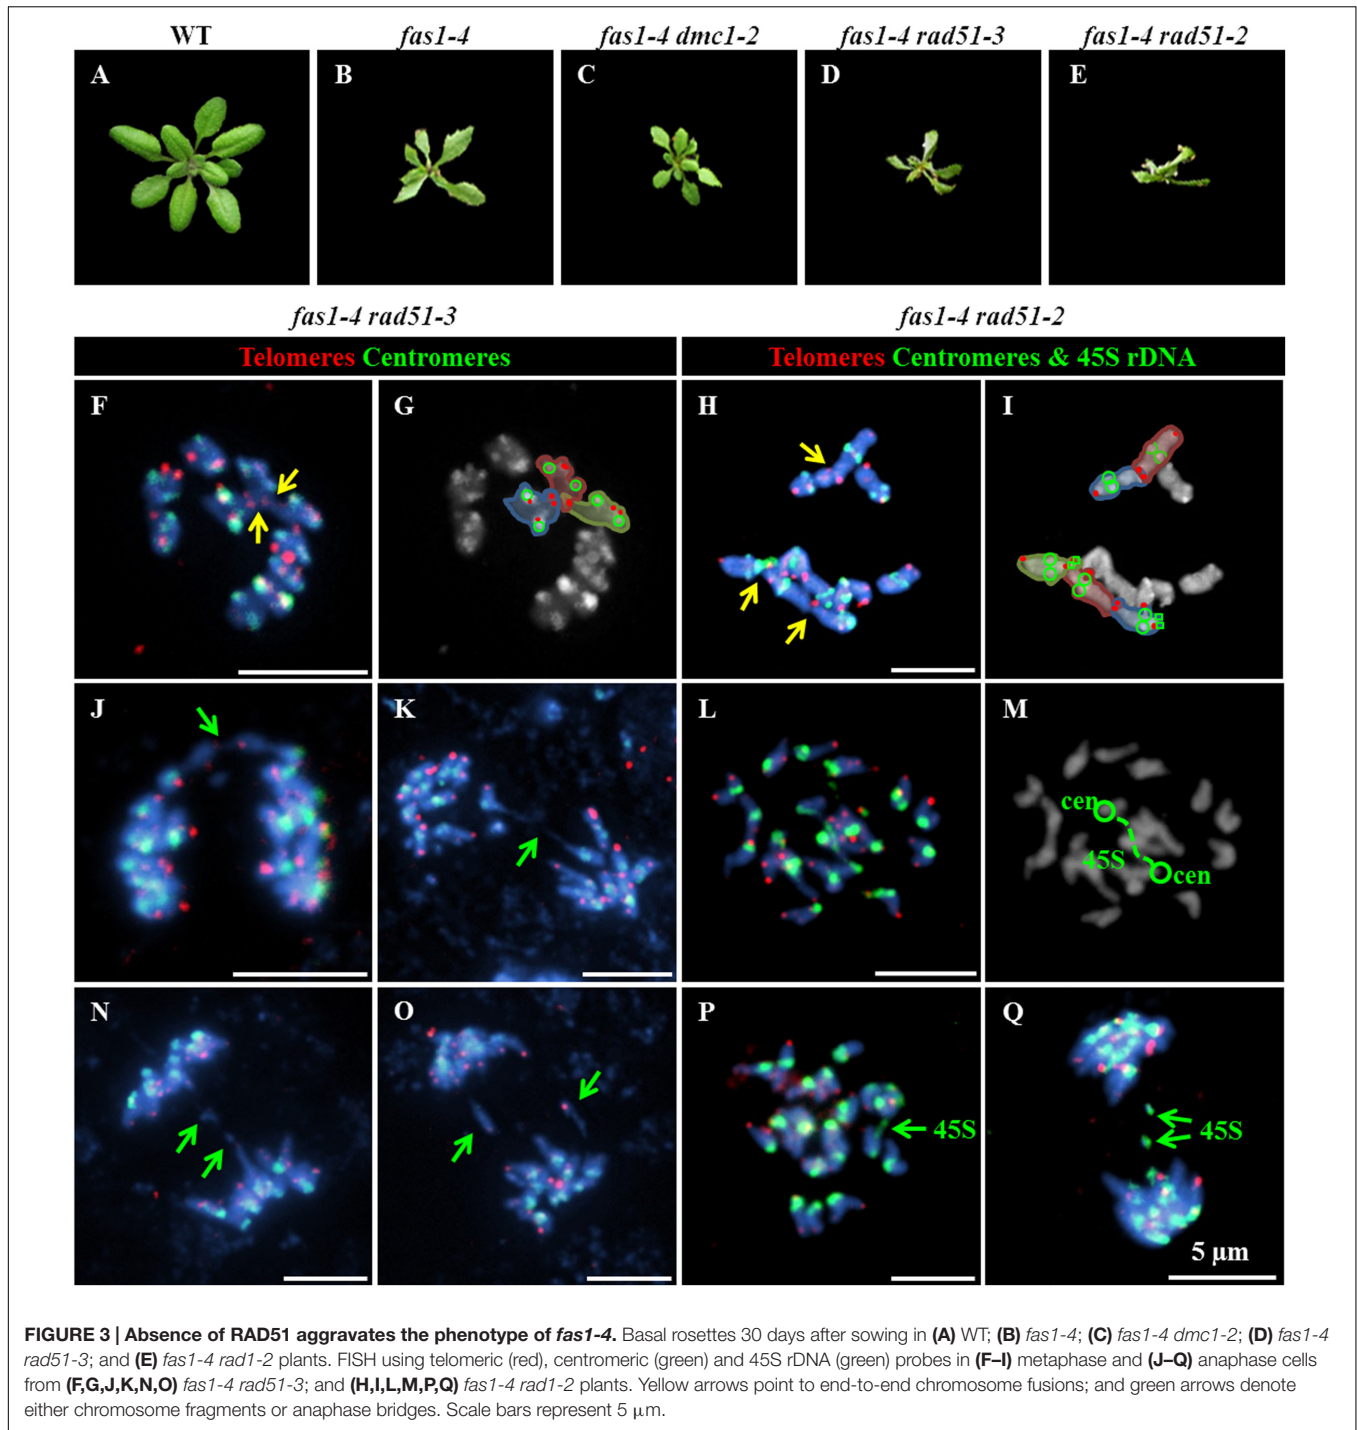 WT fas1-4 fas1-4 dmc1-2 fas1-4 rad51-3 fas1-4 rad51-2
A B C D E
fas1-4 rad51-3 fas1-4 rad51-2
Telomeres Centromeres Telomeres Centromeres & 45S rDNA
F G H I
J K L M
cen
45S
cen
N O P Q
45S 45S
5 µm
FIGURE 3 | Absence of RAD51 aggravates the phenotype of fas1-4. Basal rosettes 30 days after sowing in (A) WT; (B) fas1-4; (C) fas1-4 dmc1-2; (D) fas1-4
rad51-3; and (E) fas1-4 rad1-2 plants. FISH using telomeric (red), centromeric (green) and 45S rDNA (green) probes in (F–I) metaphase and (J–Q) anaphase cells
from (F,G,J,K,N,O) fas1-4 rad51-3; and (H,I,L,M,P,Q) fas1-4 rad1-2 plants. Yellow arrows point to end-to-end chromosome fusions; and green arrows denote
either chromosome fragments or anaphase bridges. Scale bars represent 5 µm.